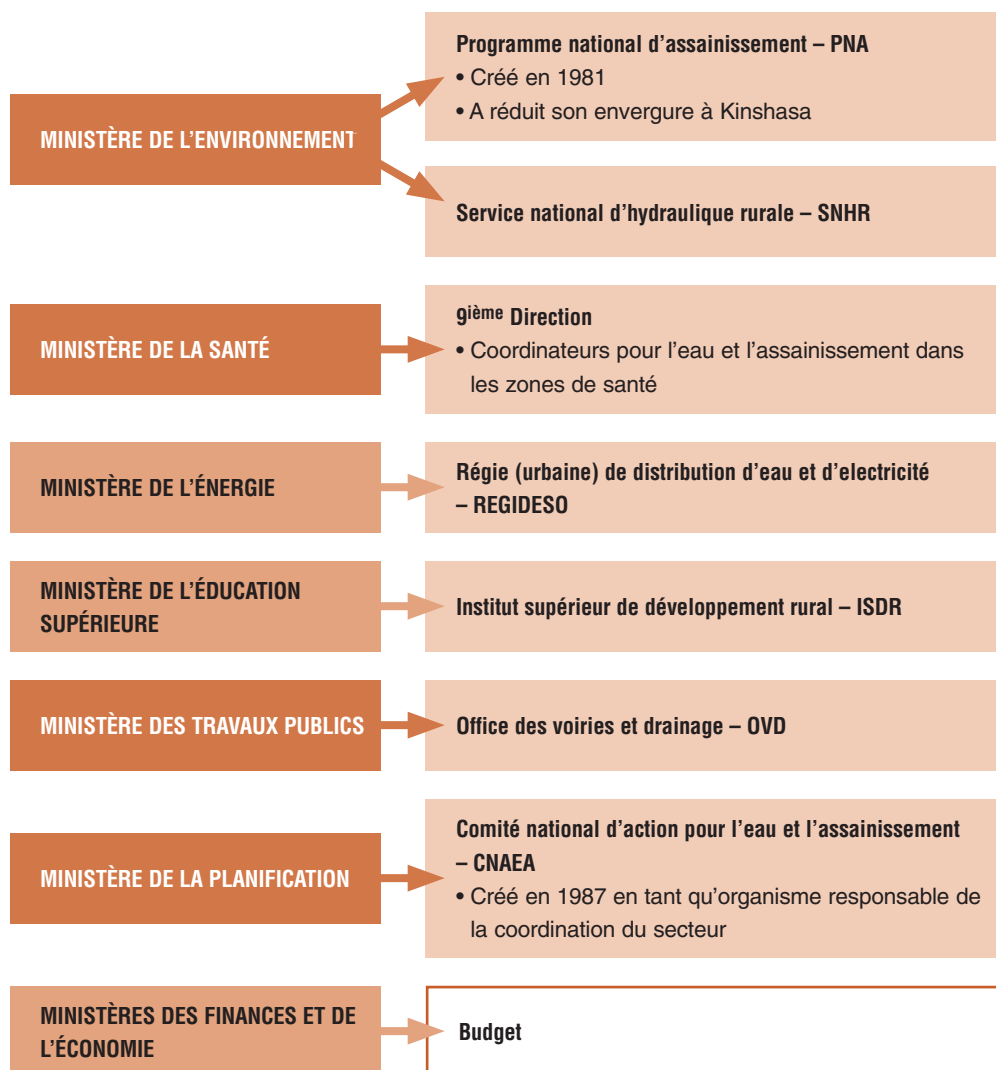 MINISTÈRE DE L’ENVIRONNEMENT
Programme national d’assainissement – PNA
• Créé en 1981
• A réduit son envergure à Kinshasa
Service national d’hydraulique rurale – SNHR
MINISTÈRE DE LA SANTÉ
9ième Direction
• Coordinateurs pour l’eau et l’assainissement dans
les zones de santé
MINISTÈRE DE L’ÉNERGIE
Régie (urbaine) de distribution d’eau et d’electricité
– REGIDESO
MINISTÈRE DE L’ÉDUCATION
SUPÉRIEURE
Institut supérieur de développement rural – ISDR
MINISTÈRE DES TRAVAUX PUBLICS
Office des voiries et drainage – OVD
MINISTÈRE DE LA PLANIFICATION
Comité national d’action pour l’eau et l’assainissement
– CNAEA
• Créé en 1987 en tant qu’organisme responsable de
la coordination du secteur
MINISTÈRES DES FINANCES ET DE
L’ÉCONOMIE
Budget